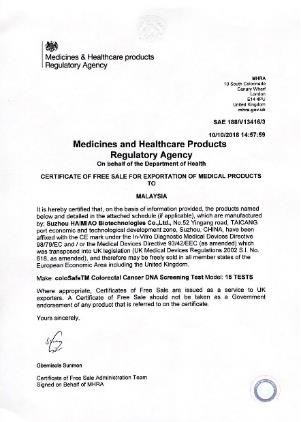 Medicines & Healthcare products
Regulatory Agency
MHRA
10 South Colonnade
Canary Wharf
London
E14 4PU
United Kingdom
mhra.gov.uk
SAE 188/V13416/3
10/10/2018 14:57:59
Medicines and Healthcare Products
Regulatory Agency
On behalf of the Department of Health
CERTIFICATE OF FREE SALE FOR EXPORTATION OF MEDICAL PRODUCTS
TO
MALAYSIA
It is hereby certified that, on the basis of information provided, the products named
below and detailed in the attached schedule (if applicable), which are manufactured
by, Suzhou HAIMIAO Biotechnologies Co.,Ltd., No.52 Yingang road, TAICANG
port economic and technological development zone, Suzhou, CHINA, have been
affixed with the CE mark under the In-Vitro Diagnostic Medical Devices Directive
98/79/EC and / or the Medical Devices Directive 93/42/EEC (as amended) which
was transposed into UK legislation (UK Medical Devices Regulations 2002 S.I. No.
618, as amended), and therefore may be freely sold in all member states of the
European Economic Area including the United Kingdom.
Make: coloSafeTM Colorectal Cancer DNA Screening Test Model: 16 TESTS
Where appropriate, Certificates of Free Sale are issued as a service to UK
exporters. A Certificate of Free Sale should not be taken as a Government
endorsement of any product that is referred to on the certificate.
Yours sincerely,
Gbemisola Sunmon
Certificate of Free Sale Administration Team
Signed on Behalf of MHRA